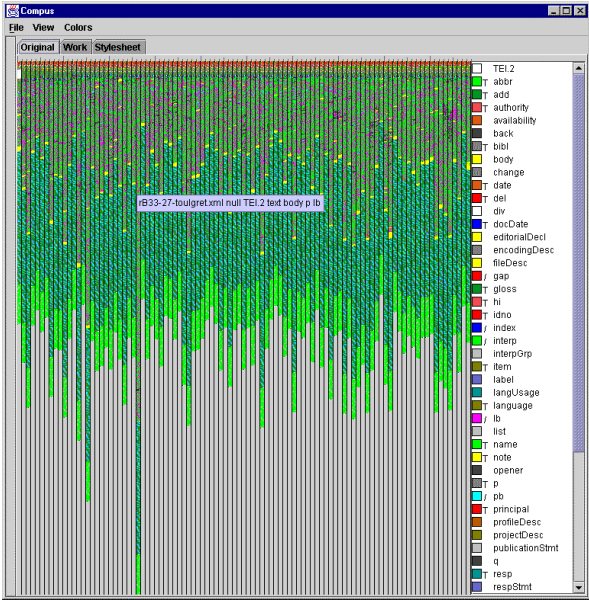 Compus
File View Colors
Original Work Stylesheet
TEI.2
T abbr
T add
T authority
availability
back
T bibl
body
change
T date
T del
div
T docDate
editorialDecl
encodingDesc
fileDesc
/ gap
T gloss
T hi
T idno
/ index
/ interp
interpGrp
T item
label
langUsage
T language
/ lb
list
T name
T note
opener
T p
/ pb
T principal
profileDesc
projectDesc
publicationStmt
q
T resp
respStmt
rB33-27-toulgret.xml null TEI.2 text body p lb